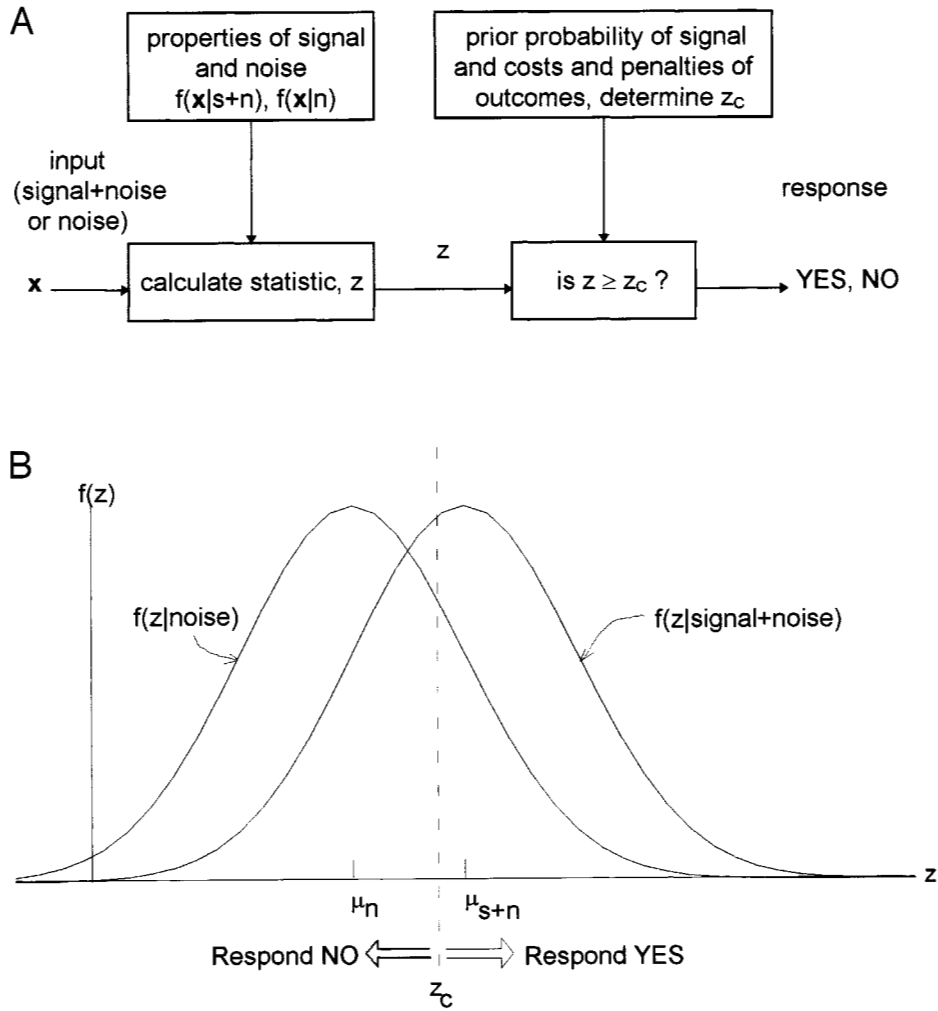 A
properties of signal
and noise
f(x|s+n), f(x|n)
prior probability of signal
and costs and penalties of
outcomes, determine zc
input
(signal+noise
or noise)
response
z
x
calculate statistic, z
is z ≥ zc ?
YES, NO
B
f(z)
f(z|noise)
f(z|signal+noise)
z
μn
μs+n
Respond NO
Respond YES
zc